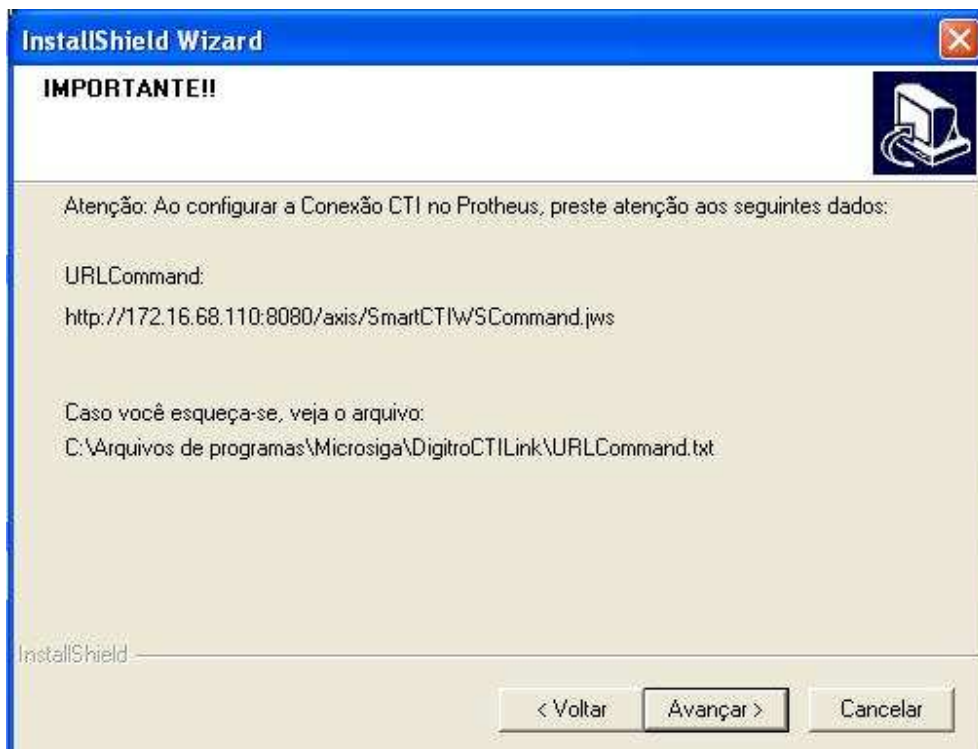 InstallShield Wizard
IMPORTANTE!!
Atenção: Ao configurar a Conexão CTI no Protheus, preste atenção aos seguintes dados:
URLCommand:
http://172.16.68.110:8080/axis/SmartCTIWSCommand.jws
Caso você esqueça-se, veja o arquivo:
C:\Arquivos de programas\Microsiga\DigitroCTILink\URLCommand.txt
InstallShield
< Voltar
Avançar >
Cancelar